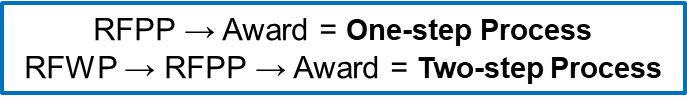 RFPP → Award = One-step Process
RFWP → RFPP → Award = Two-step Process